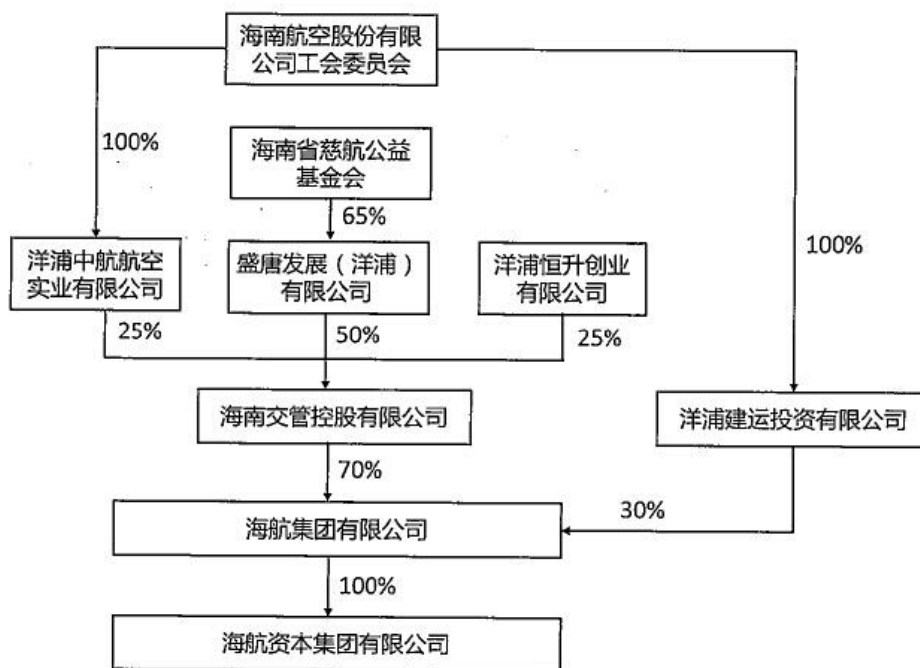 海南航空股份有限
公司工会委员会
100%
海南省慈航公益
基金会
65%
100%
洋浦中航航空
实业有限公司
盛唐发展（洋浦）
有限公司
洋浦恒升创业
有限公司
25%
50%
25%
海南交管控股有限公司
洋浦建运投资有限公司
70%
30%
海航集团有限公司
100%
海航资本集团有限公司